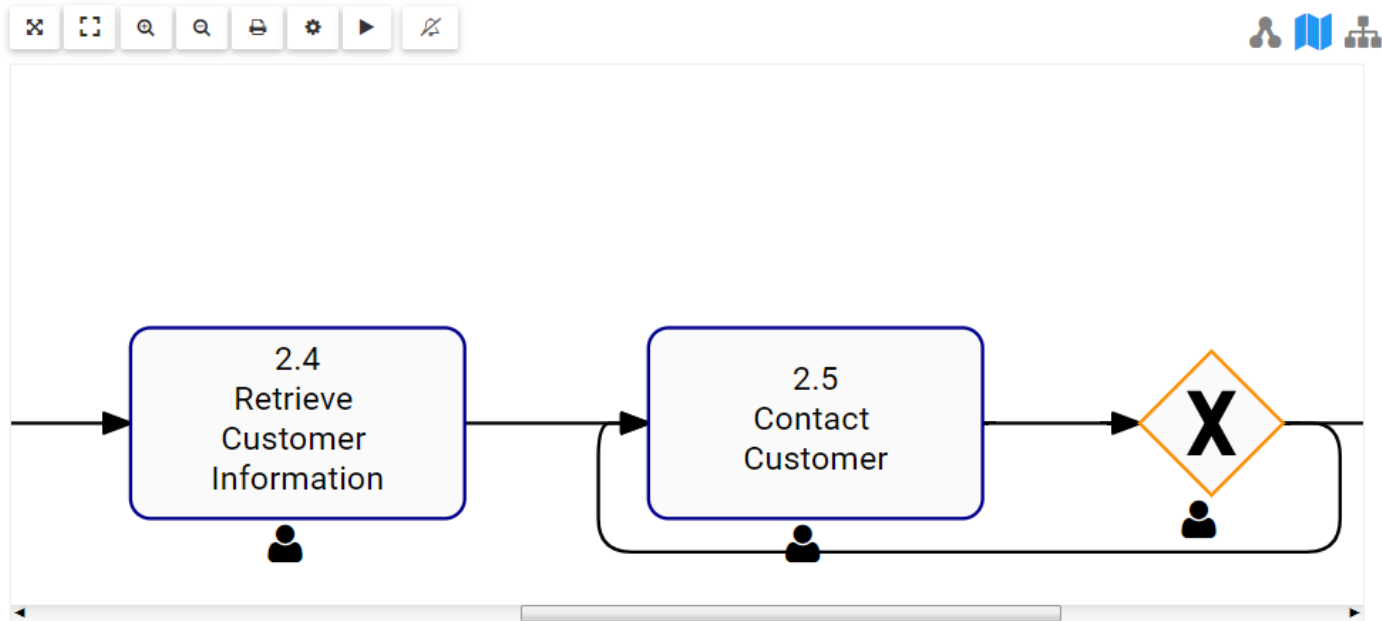 2.4
Retrieve
Customer
Information
2.5
Contact
Customer
X